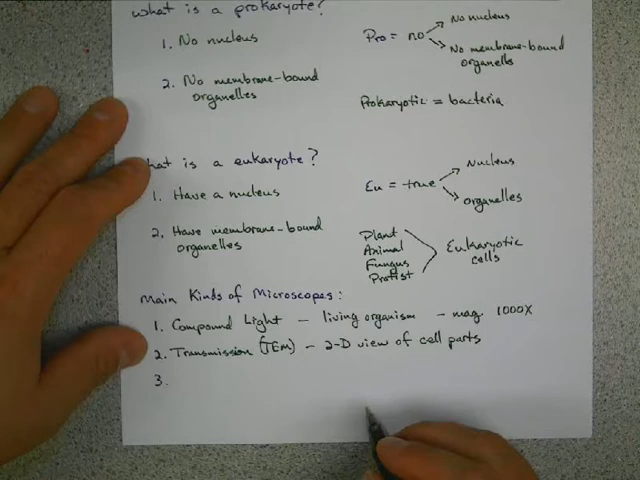 What is a prokaryote?
1. No nucleus
2. No membrane-bound
organelles
Pro = no
No nucleus
No membrane-bound
organells
Prokaryotic = bacteria
hat is a eukaryote?
1. Have a nucleus
2. Have membrane-bound
organelles
Eu = true
Nucleus
organelles
Plant
Animal
Fungus
Protist
Eukaryotic
cells
Main Kinds of Microscopes:
1. Compound Light - living organism - mag 1000X
2. Transmission (TEM) - 2-D view of cell parts
3.